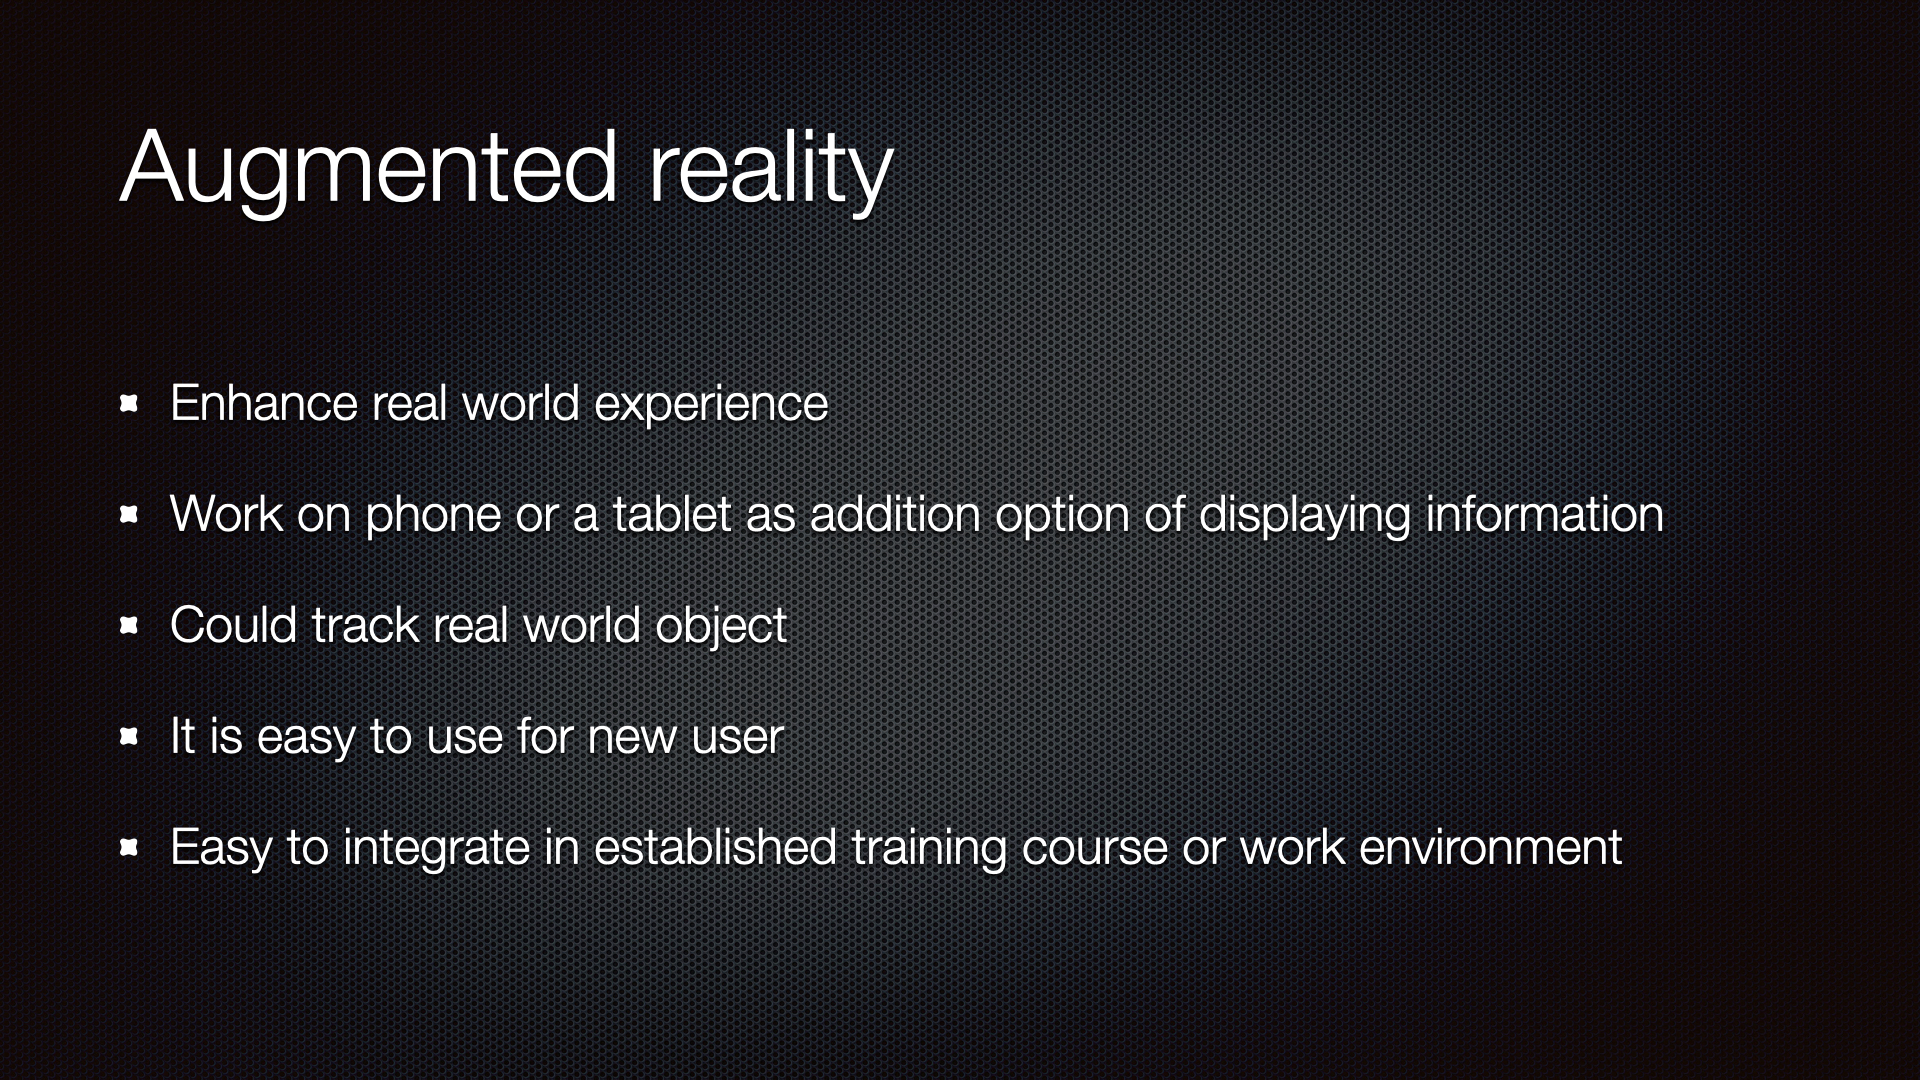 Augmented reality
Enhance real world experience
Work on phone or a tablet as addition option of displaying information
Could track real world object
It is easy to use for new user
Easy to integrate in established training course or work environment